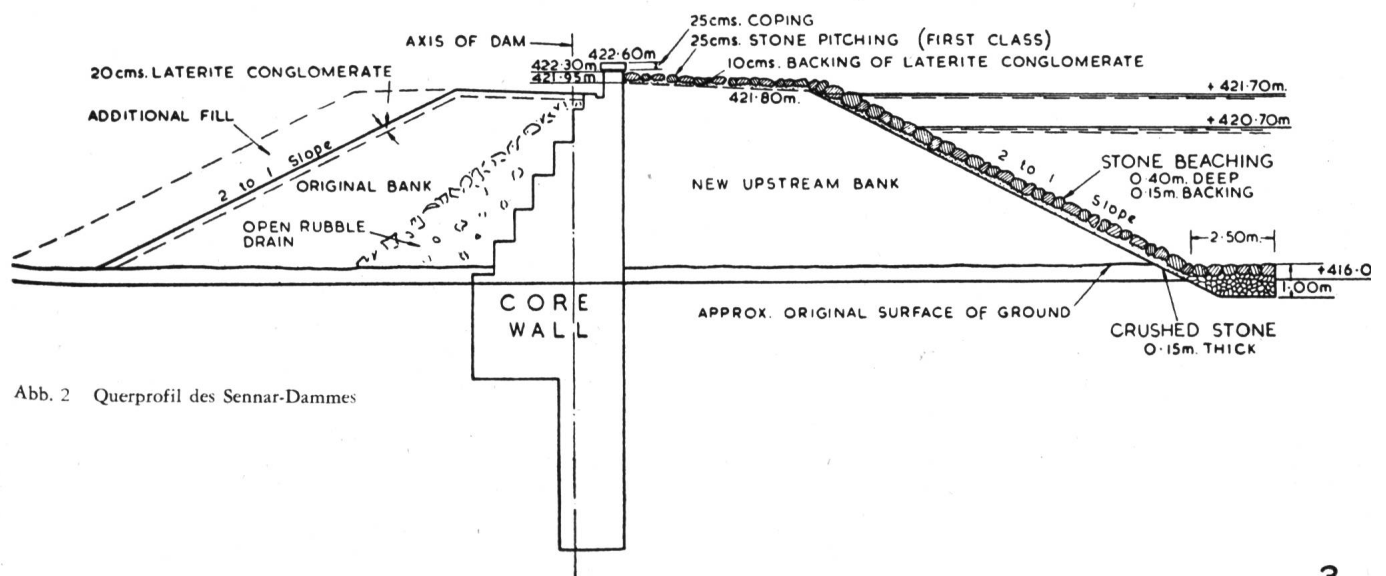 25cms. COPING
AXIS OF DAM
422·60m
25cms. STONE PITCHING (FIRST CLASS)
20cms. LATERITE CONGLOMERATE
422·30m
10cms. BACKING OF LATERITE CONGLOMERATE
421·95m
+ 421·70m.
421·80m.
ADDITIONAL FILL
+420·70m
2 to 1 Slope
2 to 1 Slope
STONE BEACHING
0·40m. DEEP
0·15m. BACKING
ORIGINAL BANK
NEW UPSTREAM BANK
OPEN RUBBLE
DRAIN
2·50m.
+416·0
1·00m
CORE
WALL
APPROX. ORIGINAL SURFACE OF GROUND
CRUSHED STONE
0·15m. THICK
Abb. 2 Querprofil des Sennar-Dammes